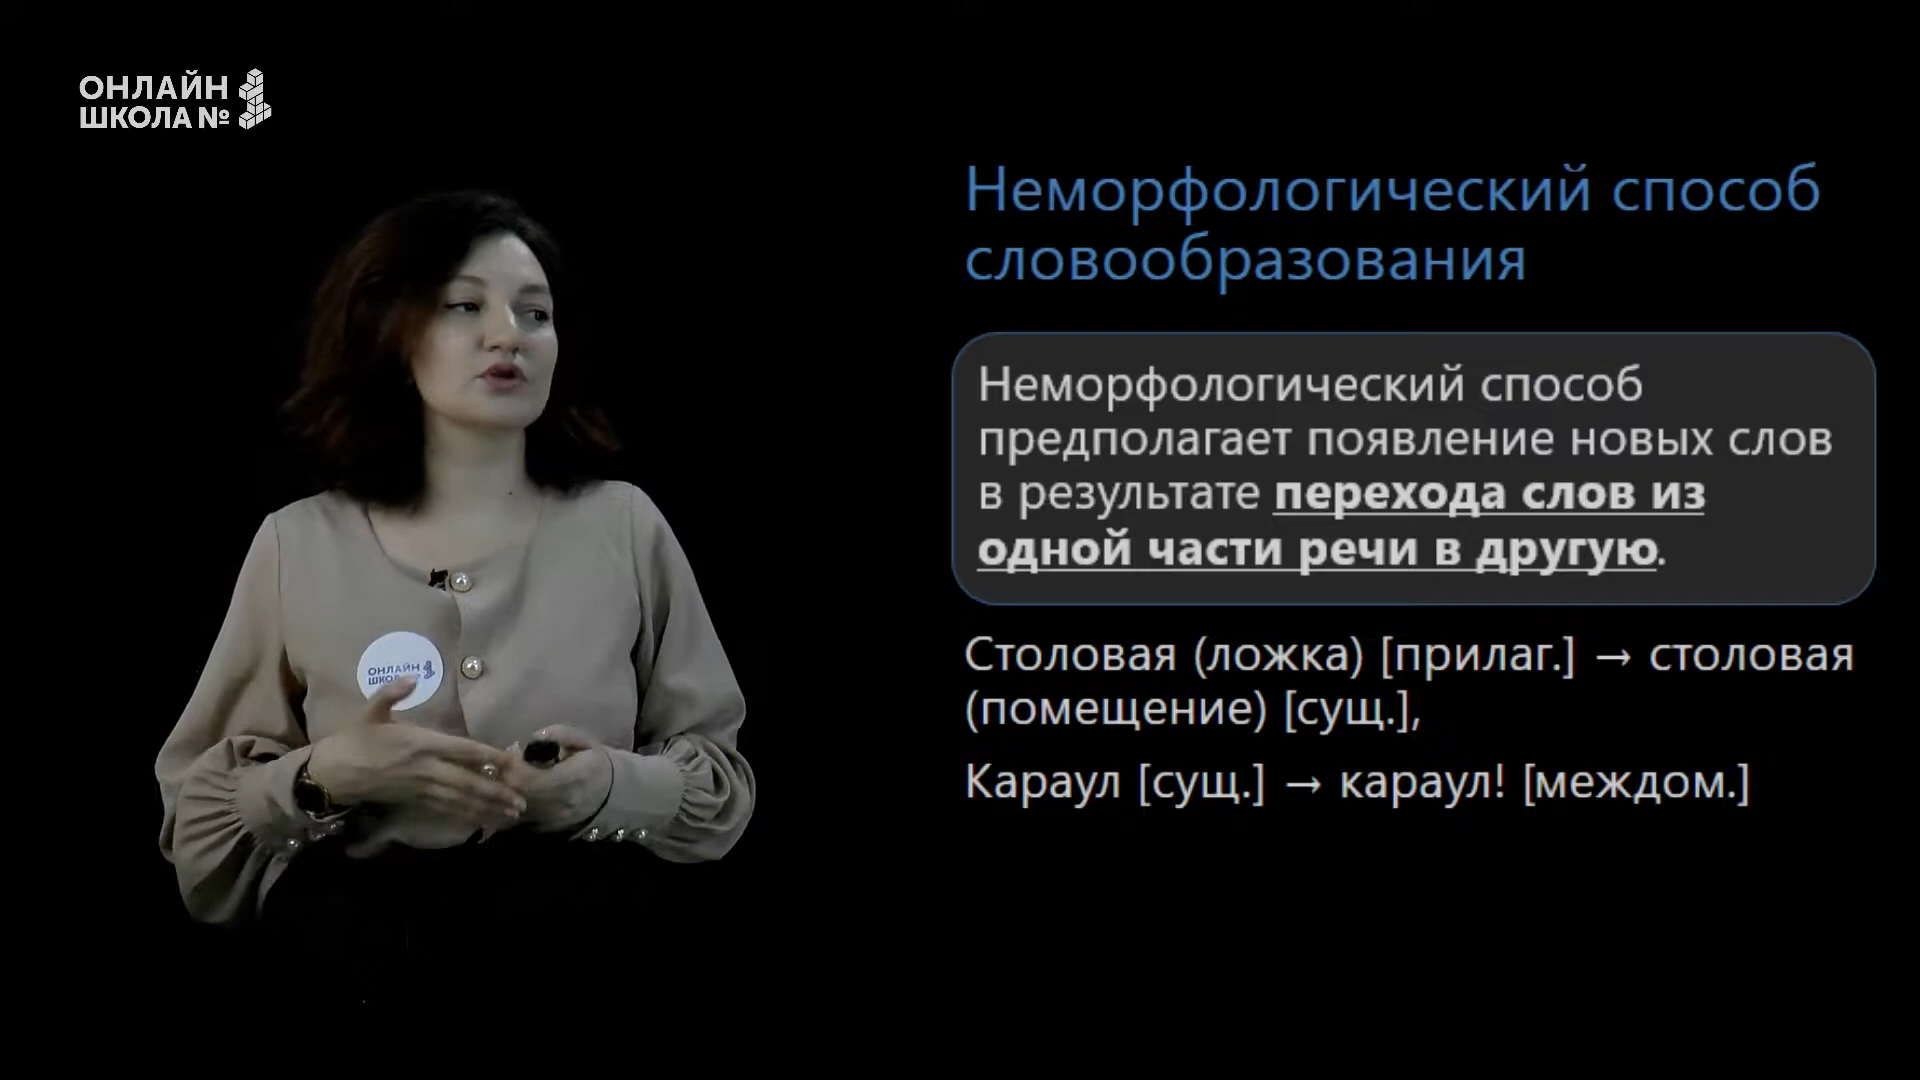 ОНЛАЙН
ШКОЛА №
Неморфологический способ
словообразования
Неморфологический способ
предполагает появление новых слов
в результате перехода слов из
одной части речи в другую.
Столовая (ложка) [прилаг.] → столовая
(помещение) [сущ.],
Караул [сущ.] → караул! [междом.]
ОНЛАЙН